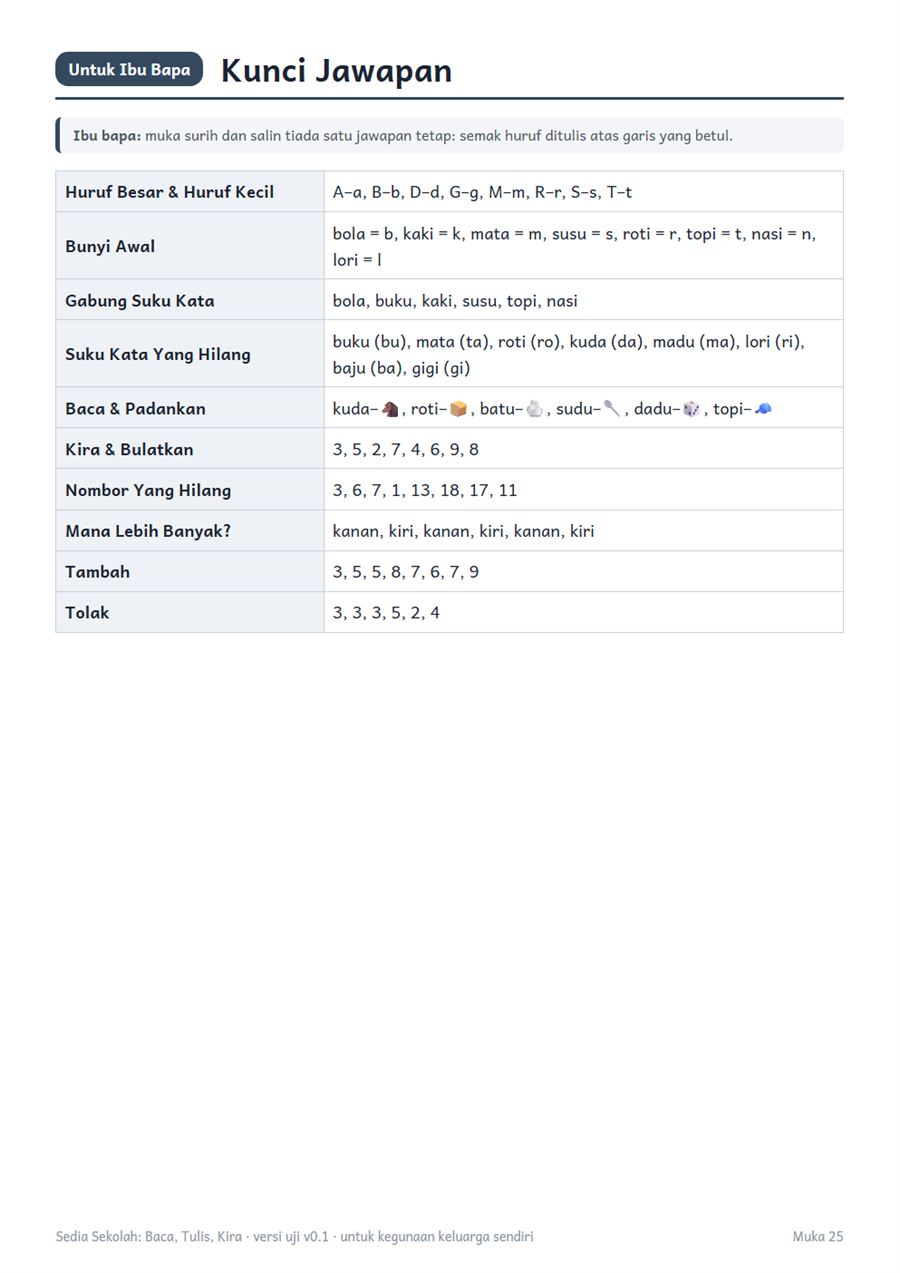 Untuk Ibu Bapa Kunci Jawapan
Ibu bapa: muka surih dan salin tiada satu jawapan tetap: semak huruf ditulis atas garis yang betul.
Huruf Besar & Huruf Kecil A–a, B–b, D–d, G–g, M–m, R–r, S–s, T–t
Bunyi Awal bola = b, kaki = k, mata = m, susu = s, roti = r, topi = t, nasi = n,
lori = l
Gabung Suku Kata bola, buku, kaki, susu, topi, nasi
Suku Kata Yang Hilang buku (bu), mata (ta), roti (ro), kuda (da), madu (ma), lori (ri),
baju (ba), gigi (gi)
Baca & Padankan kuda–🐴, roti–🍞, batu–🪨, sudu–🥄, dadu–🎲, topi–🧢
Kira & Bulatkan 3, 5, 2, 7, 4, 6, 9, 8
Nombor Yang Hilang 3, 6, 7, 1, 13, 18, 17, 11
Mana Lebih Banyak? kanan, kiri, kanan, kiri, kanan, kiri
Tambah 3, 5, 5, 8, 7, 6, 7, 9
Tolak 3, 3, 3, 5, 2, 4
Sedia Sekolah: Baca, Tulis, Kira · versi uji v0.1 · untuk kegunaan keluarga sendiri Muka 25